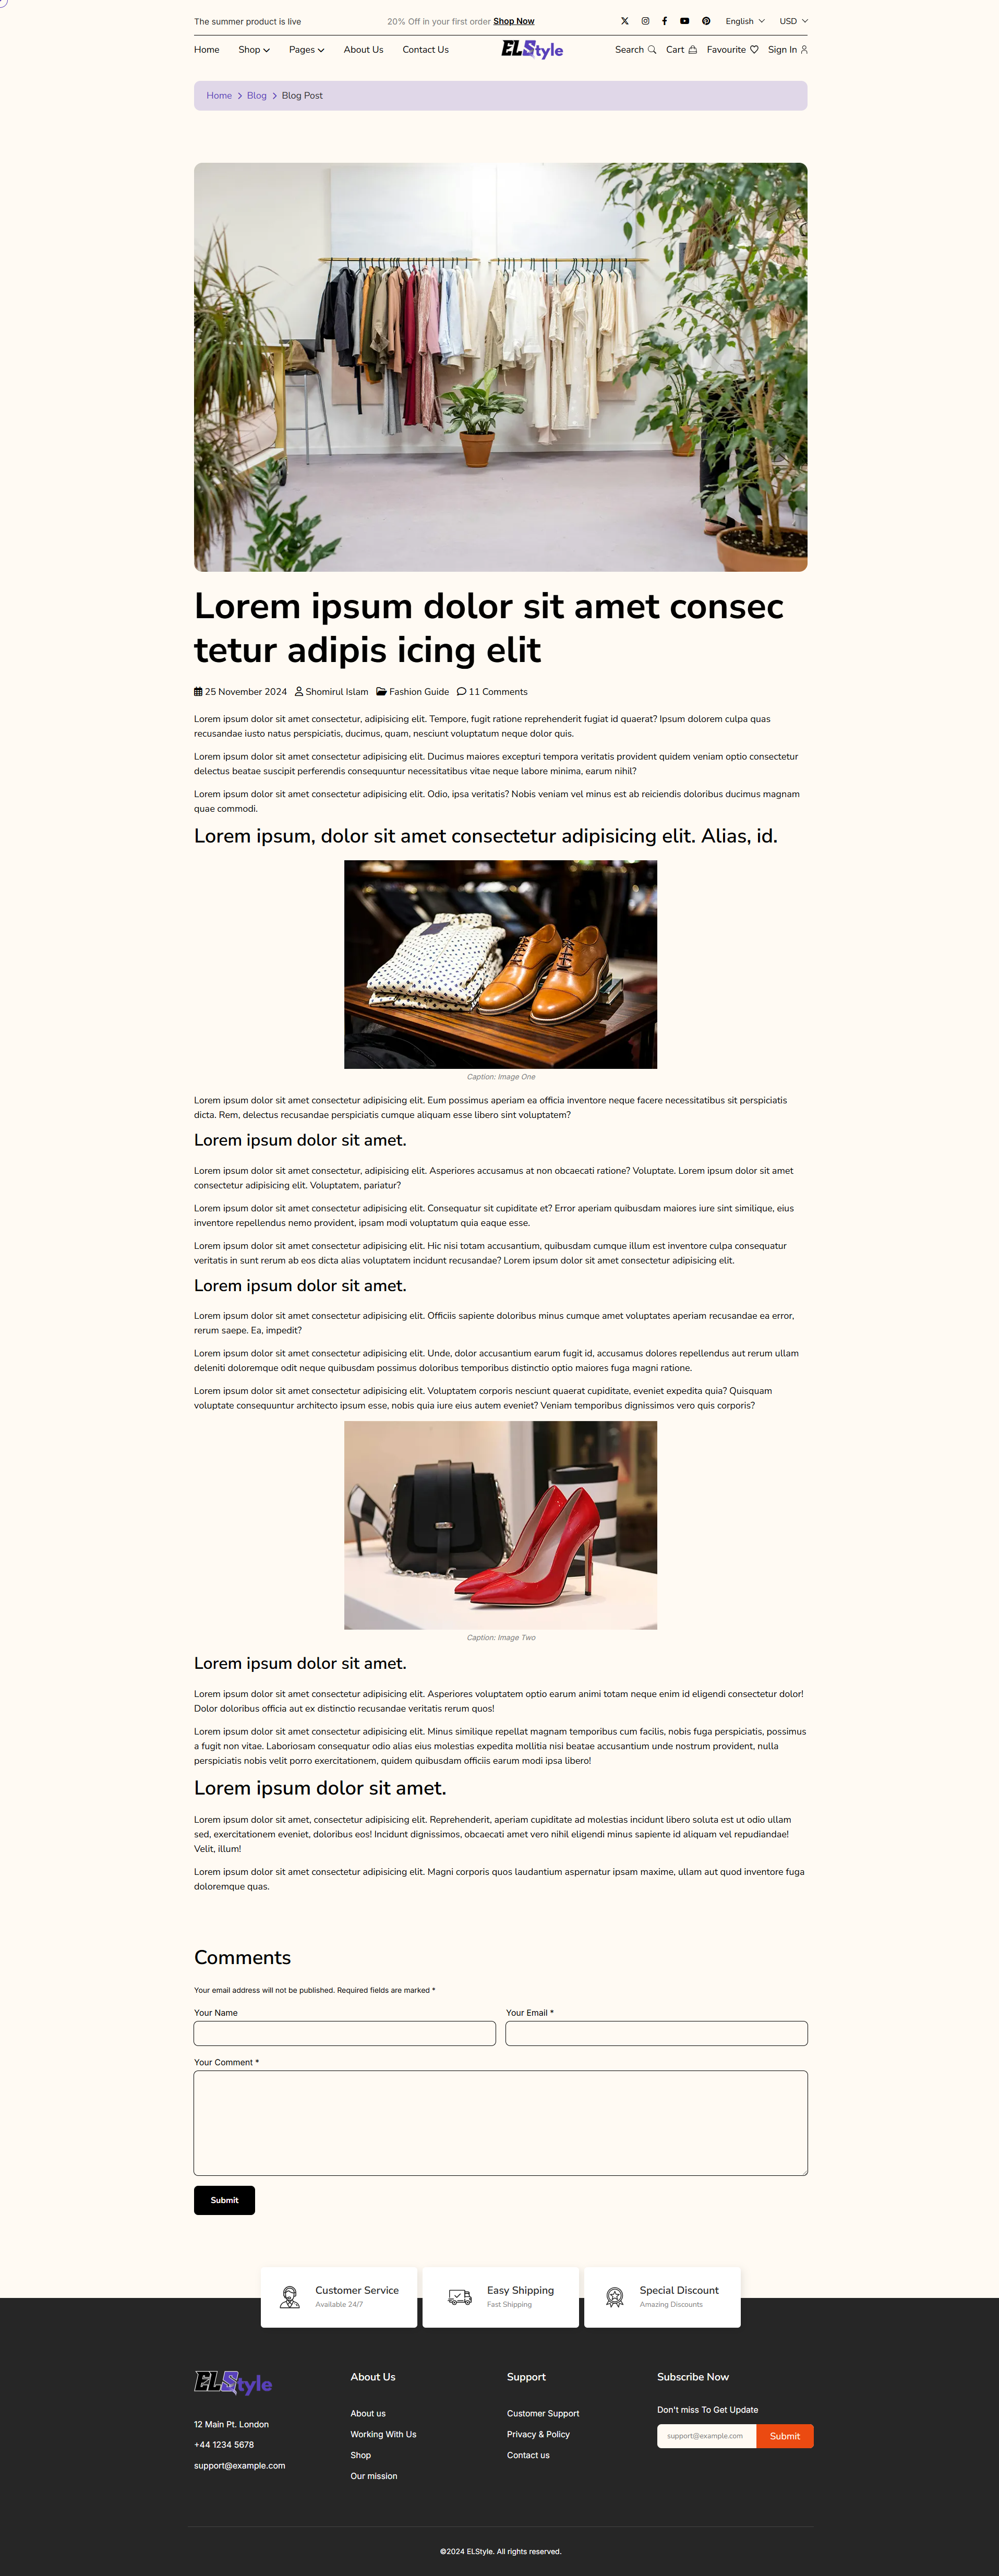 The summer product is live
20% Off in your first order Shop Now
English
USD
Home
Shop
Pages
About Us
Contact Us
ELStyle
Search
Cart
Favourite
Sign In
Home > Blog > Blog Post
Lorem ipsum dolor sit amet consec
tetur adipis icing elit
25 November 2024
Shomirul Islam
Fashion Guide
11 Comments
Lorem ipsum dolor sit amet consectetur, adipisicing elit. Tempore, fugit ratione reprehenderit fugiat id quaerat? Ipsum dolorem culpa quas
recusandae iusto natus perspiciatis, ducimus, quam, nesciunt voluptatum neque dolor quis.
Lorem ipsum dolor sit amet consectetur adipisicing elit. Ducimus maiores excepturi tempora veritatis provident quidem veniam optio consectetur
delectus beatae suscipit perferendis consequuntur necessitatibus vitae neque labore minima, earum nihil?
Lorem ipsum dolor sit amet consectetur adipisicing elit. Odio, ipsa veritatis? Nobis veniam vel minus est ab reiciendis doloribus ducimus magnam
quae commodi.
Lorem ipsum, dolor sit amet consectetur adipisicing elit. Alias, id.
Caption: Image One
Lorem ipsum dolor sit amet consectetur adipisicing elit. Eum possimus aperiam ea officia inventore neque facere necessitatibus sit perspiciatis
dicta. Rem, delectus recusandae perspiciatis cumque aliquam esse libero sint voluptatem?
Lorem ipsum dolor sit amet.
Lorem ipsum dolor sit amet consectetur, adipisicing elit. Asperiores accusamus at non obcaecati ratione? Voluptate. Lorem ipsum dolor sit amet
consectetur adipisicing elit. Voluptatem, pariatur?
Lorem ipsum dolor sit amet consectetur adipisicing elit. Consequatur sit cupiditate et? Error aperiam quibusdam maiores iure sint similique, eius
inventore repellendus nemo provident, ipsam modi voluptatum quia eaque esse.
Lorem ipsum dolor sit amet consectetur adipisicing elit. Hic nisi totam accusantium, quibusdam cumque illum est inventore culpa consequatur
veritatis in sunt rerum ab eos dicta alias voluptatem incidunt recusandae? Lorem ipsum dolor sit amet consectetur adipisicing elit.
Lorem ipsum dolor sit amet.
Lorem ipsum dolor sit amet consectetur adipisicing elit. Officiis sapiente doloribus minus cumque amet voluptates aperiam recusandae ea error,
rerum saepe. Ea, impedit?
Lorem ipsum dolor sit amet consectetur adipisicing elit. Unde, dolor accusantium earum fugit id, accusamus dolores repellendus aut rerum ullam
deleniti doloremque odit neque quibusdam possimus doloribus temporibus distinctio optio maiores fuga magni ratione.
Lorem ipsum dolor sit amet consectetur adipisicing elit. Voluptatem corporis nesciunt quaerat cupiditate, eveniet expedita quia? Quisquam
voluptate consequuntur architecto ipsum esse, nobis quia iure eius autem eveniet? Veniam temporibus dignissimos vero quis corporis?
Caption: Image Two
Lorem ipsum dolor sit amet.
Lorem ipsum dolor sit amet consectetur adipisicing elit. Asperiores voluptatem optio earum animi totam neque enim id eligendi consectetur dolor!
Dolor doloribus officia aut ex distinctio recusandae veritatis rerum quos!
Lorem ipsum dolor sit amet consectetur adipisicing elit. Minus similique repellat magnam temporibus cum facilis, nobis fuga perspiciatis, possimus
a fugit non vitae. Laboriosam consequatur odio alias eius molestias expedita mollitia nisi beatae accusantium unde nostrum provident, nulla
perspiciatis nobis velit porro exercitationem, quidem quibusdam officiis earum modi ipsa libero!
Lorem ipsum dolor sit amet.
Lorem ipsum dolor sit amet, consectetur adipisicing elit. Reprehenderit, aperiam cupiditate ad molestias incidunt libero soluta est ut odio ullam
sed, exercitationem eveniet, doloribus eos! Incidunt dignissimos, obcaecati amet vero nihil eligendi minus sapiente id aliquam vel repudiandae!
Velit, illum!
Lorem ipsum dolor sit amet consectetur adipisicing elit. Magni corporis quos laudantium aspernatur ipsam maxime, ullam aut quod inventore fuga
doloremque quas.
Comments
Your email address will not be published. Required fields are marked *
Your Name
Your Email *
Your Comment *
Submit
Customer Service
Available 24/7
Easy Shipping
Fast Shipping
Special Discount
Amazing Discounts
ELStyle
12 Main Pt. London
+44 1234 5678
support@example.com
About Us
About us
Working With Us
Shop
Our mission
Support
Customer Support
Privacy & Policy
Contact us
Subscribe Now
Don't miss To Get Update
support@example.com
Submit
©2024 ELStyle. All rights reserved.